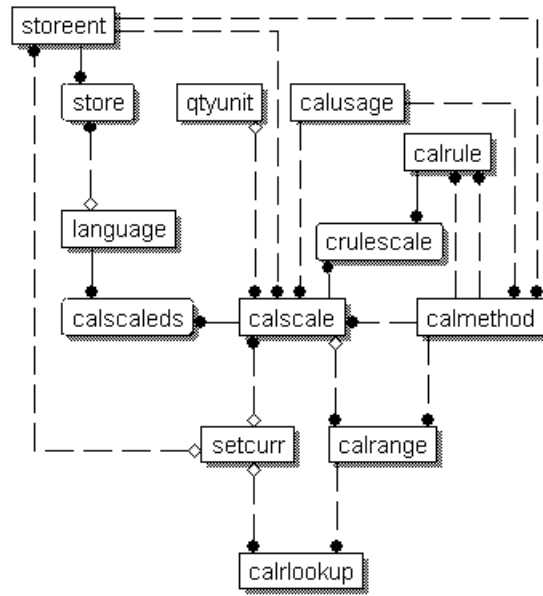 storeent
store
qtyunit
calusage
calrule
language
crulescale
calscaleds
calscale
calmethod
setcurr
calrange
calrlookup